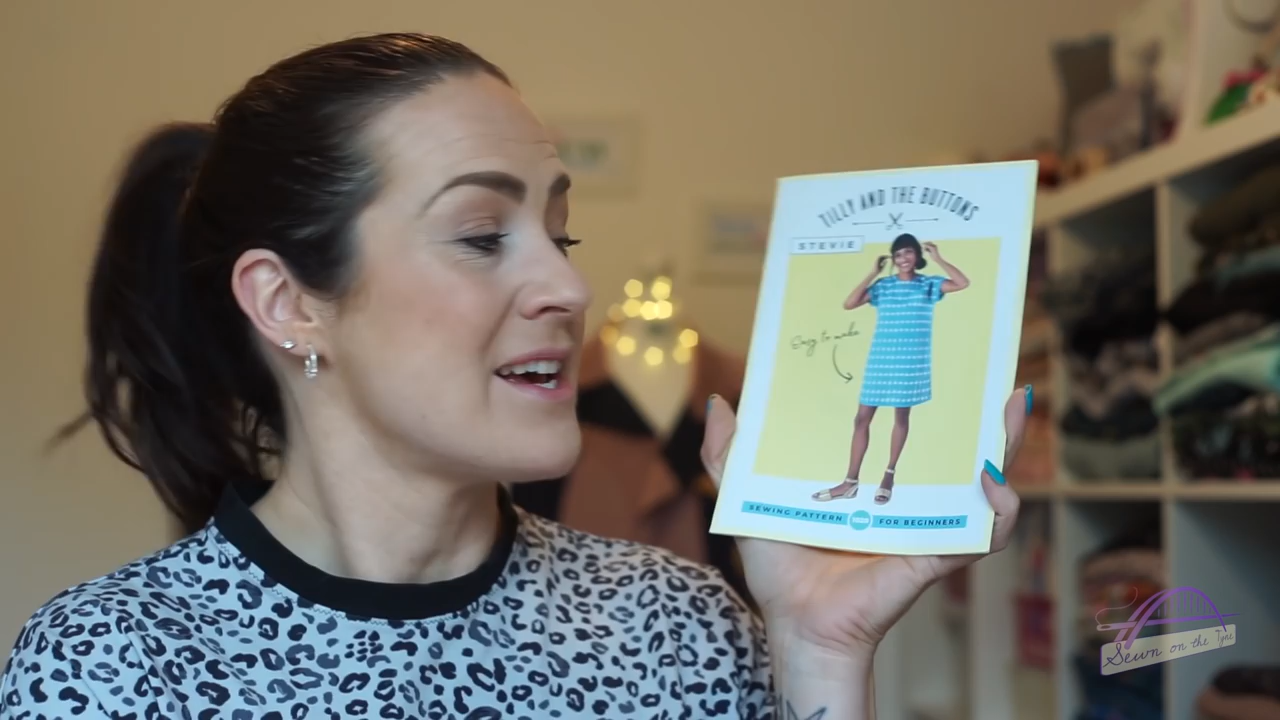 TILLY AND THE BUTTONS
STEVIE
Easy to make
SEWING PATTERN
FOR BEGINNERS
Sewn on the Tyne